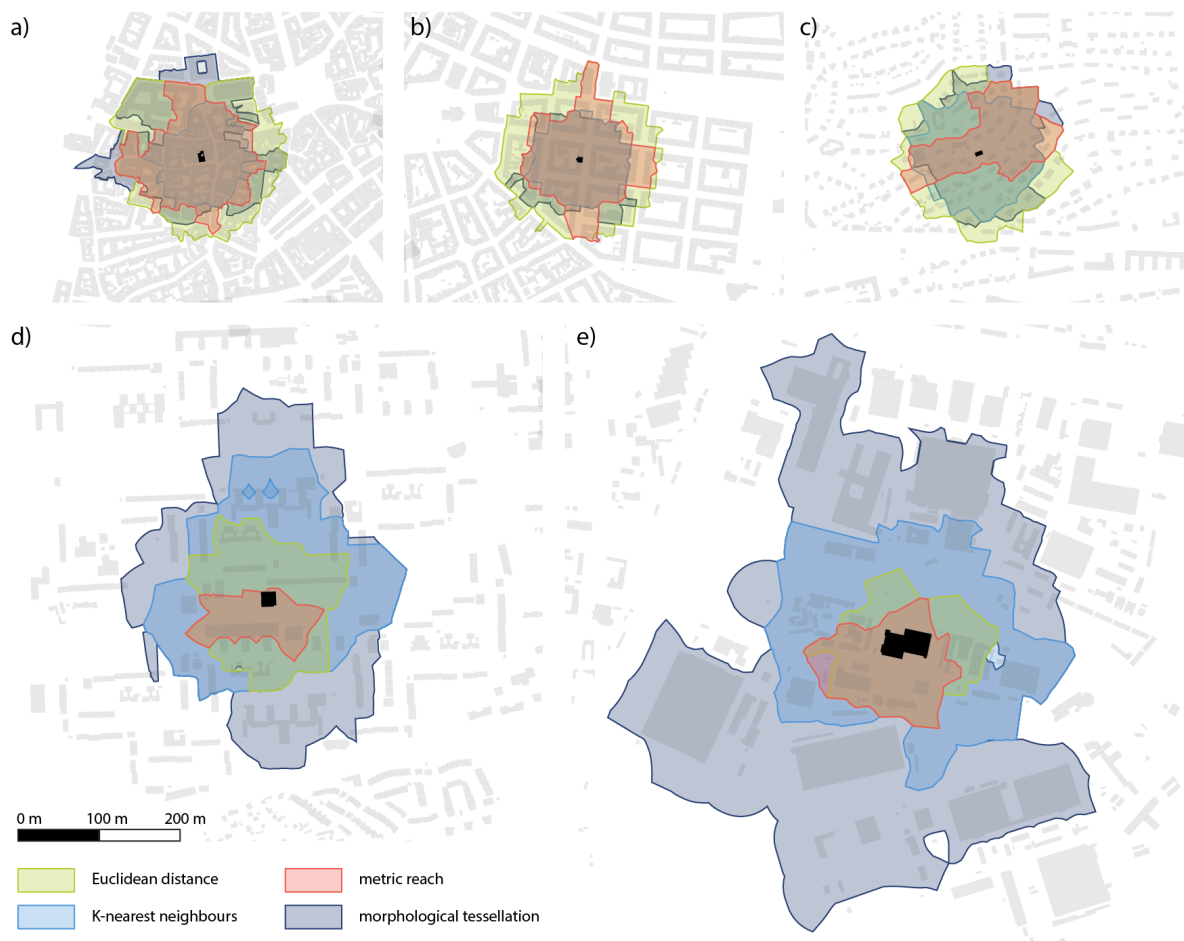 a)
b)
c)
d)
e)
0 m 100 m 200 m
Euclidean distance
metric reach
K-nearest neighbours
morphological tessellation